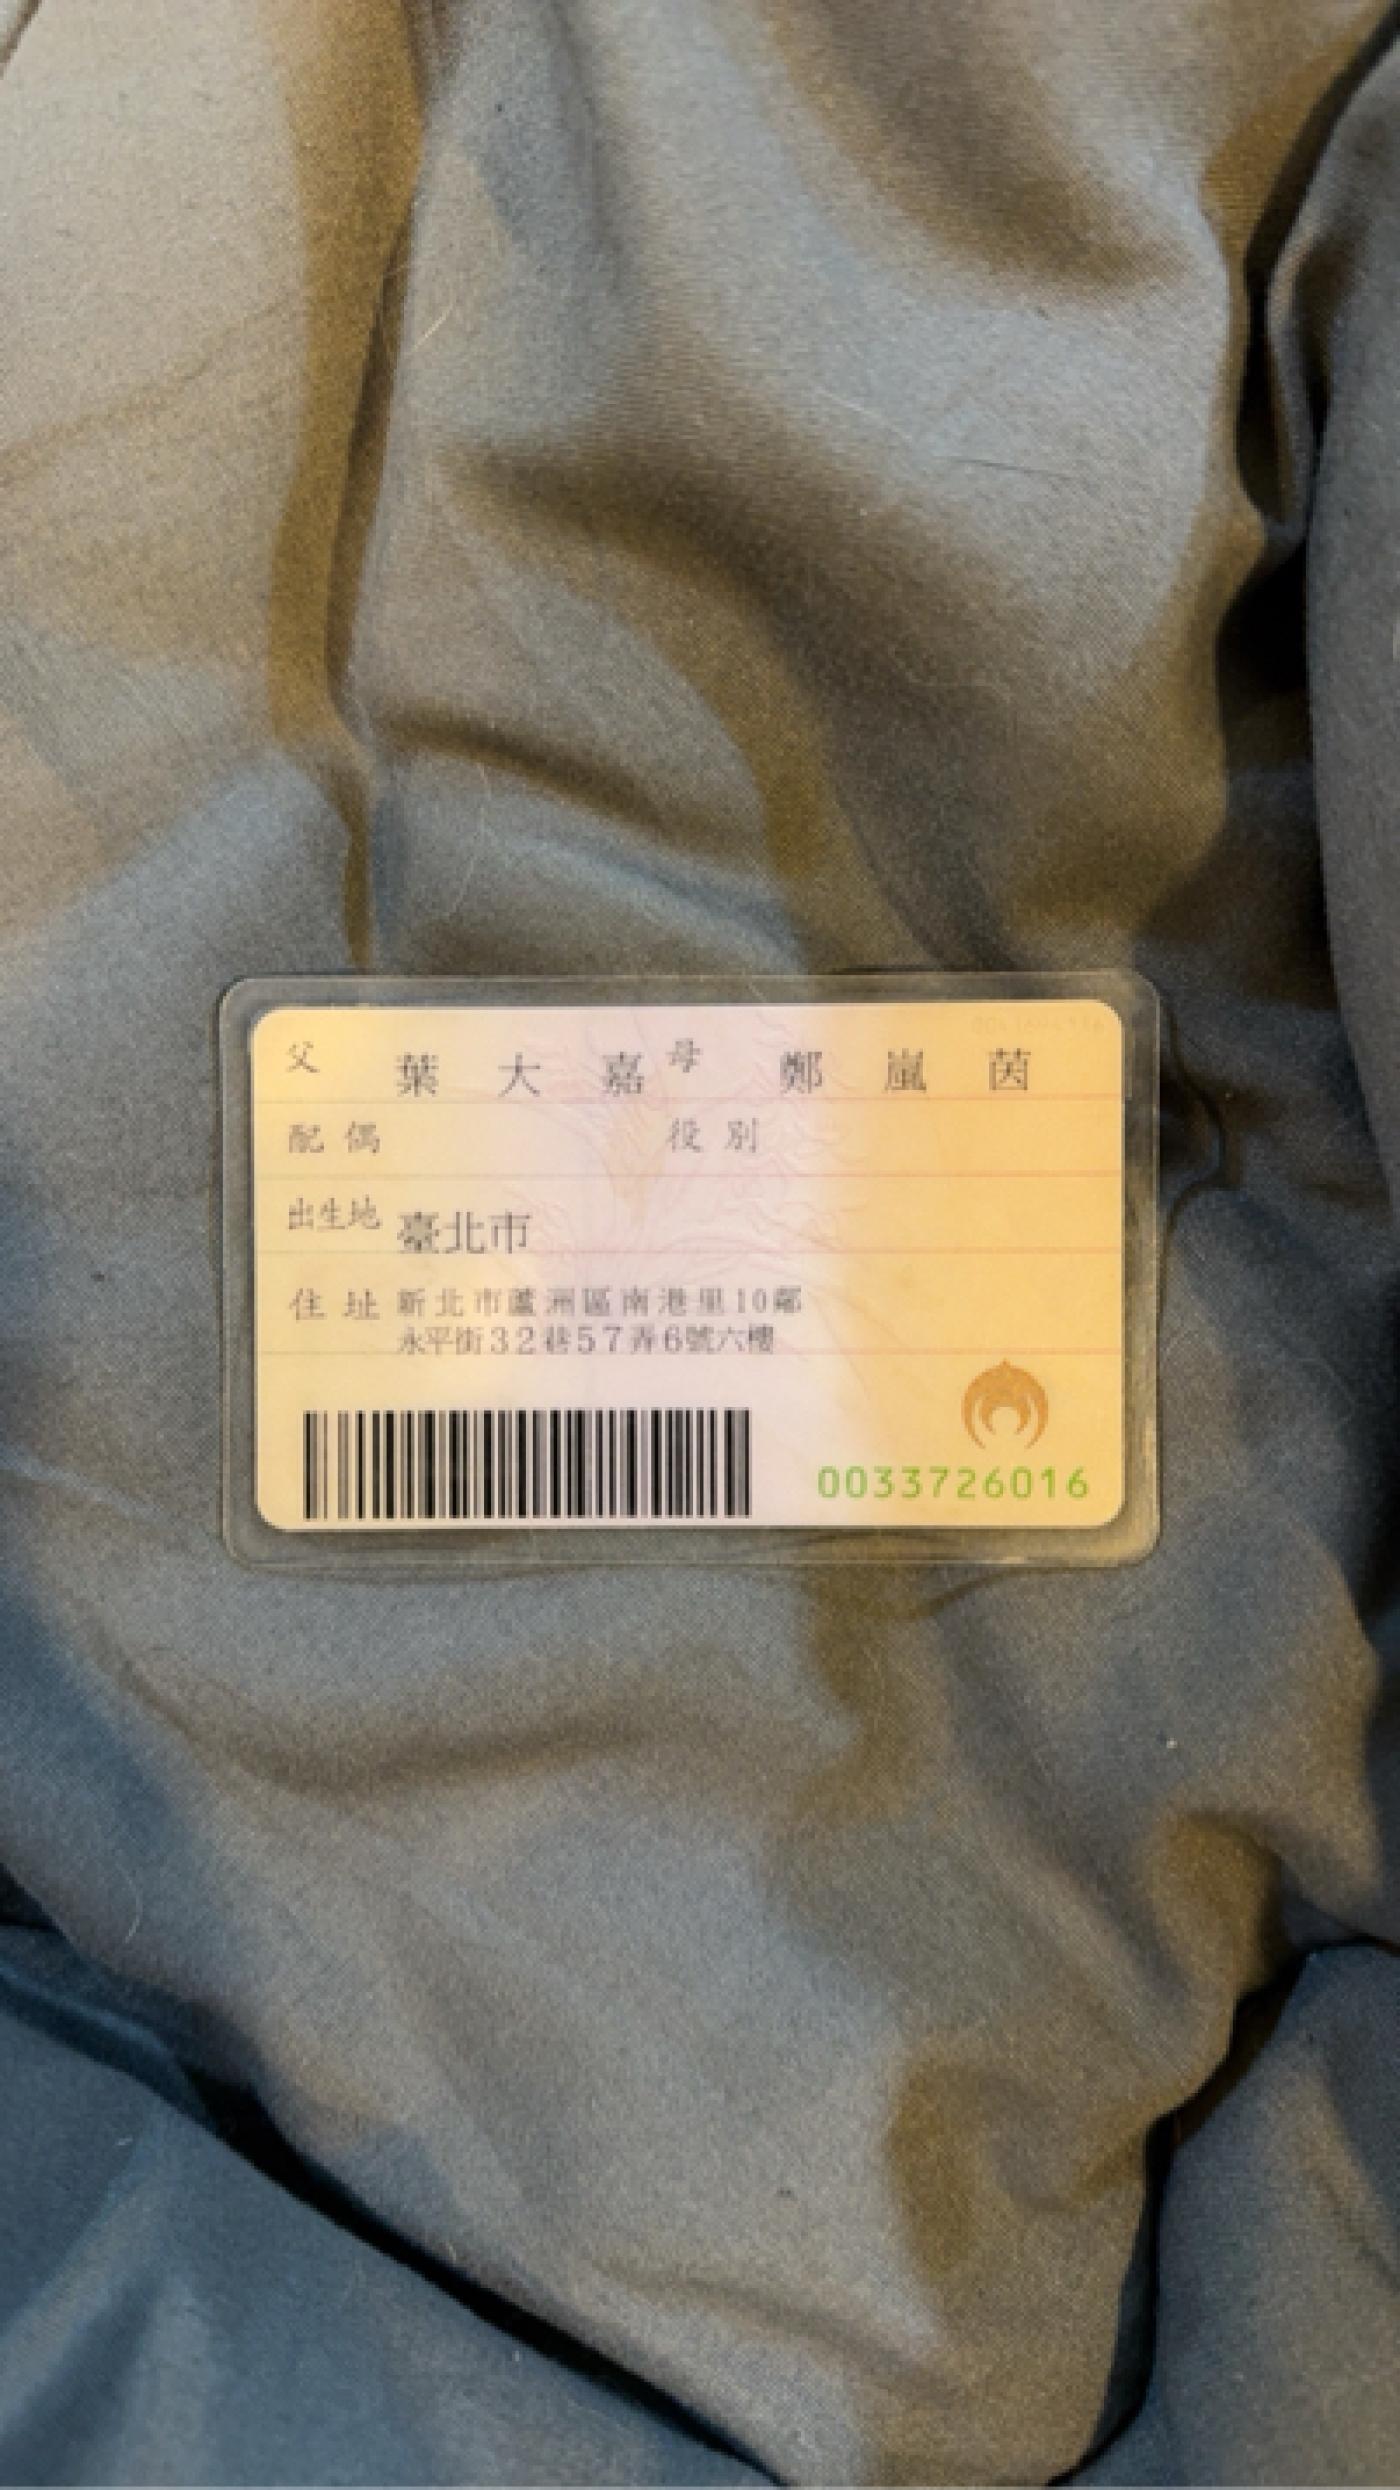 父 葉大嘉 母 鄭嵐茵
配偶 役別
出生地 臺北市
住址 新北市蘆洲區南港里10鄰
永平街32巷57弄6號六樓
0033726016